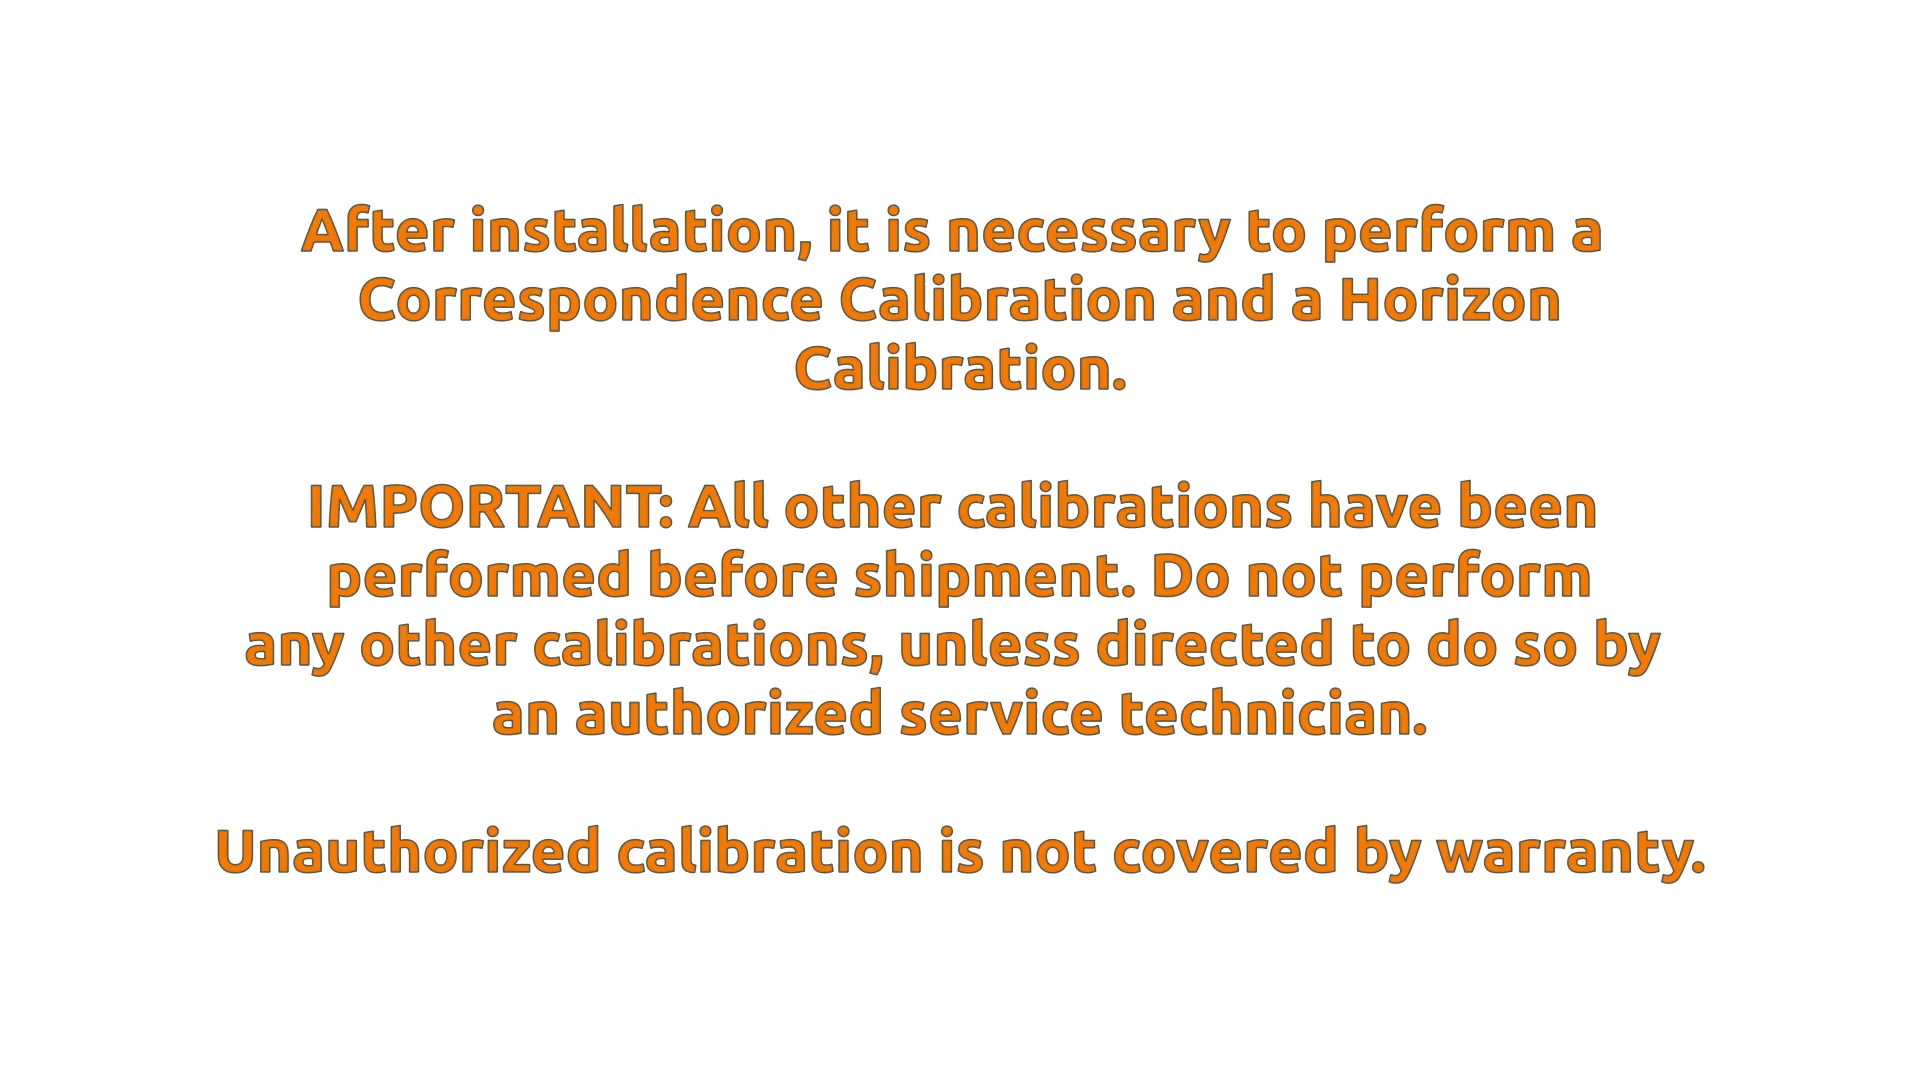 After installation, it is necessary to perform a
Correspondence Calibration and a Horizon
Calibration.
IMPORTANT: All other calibrations have been
performed before shipment. Do not perform
any other calibrations, unless directed to do so by
an authorized service technician.
Unauthorized calibration is not covered by warranty.